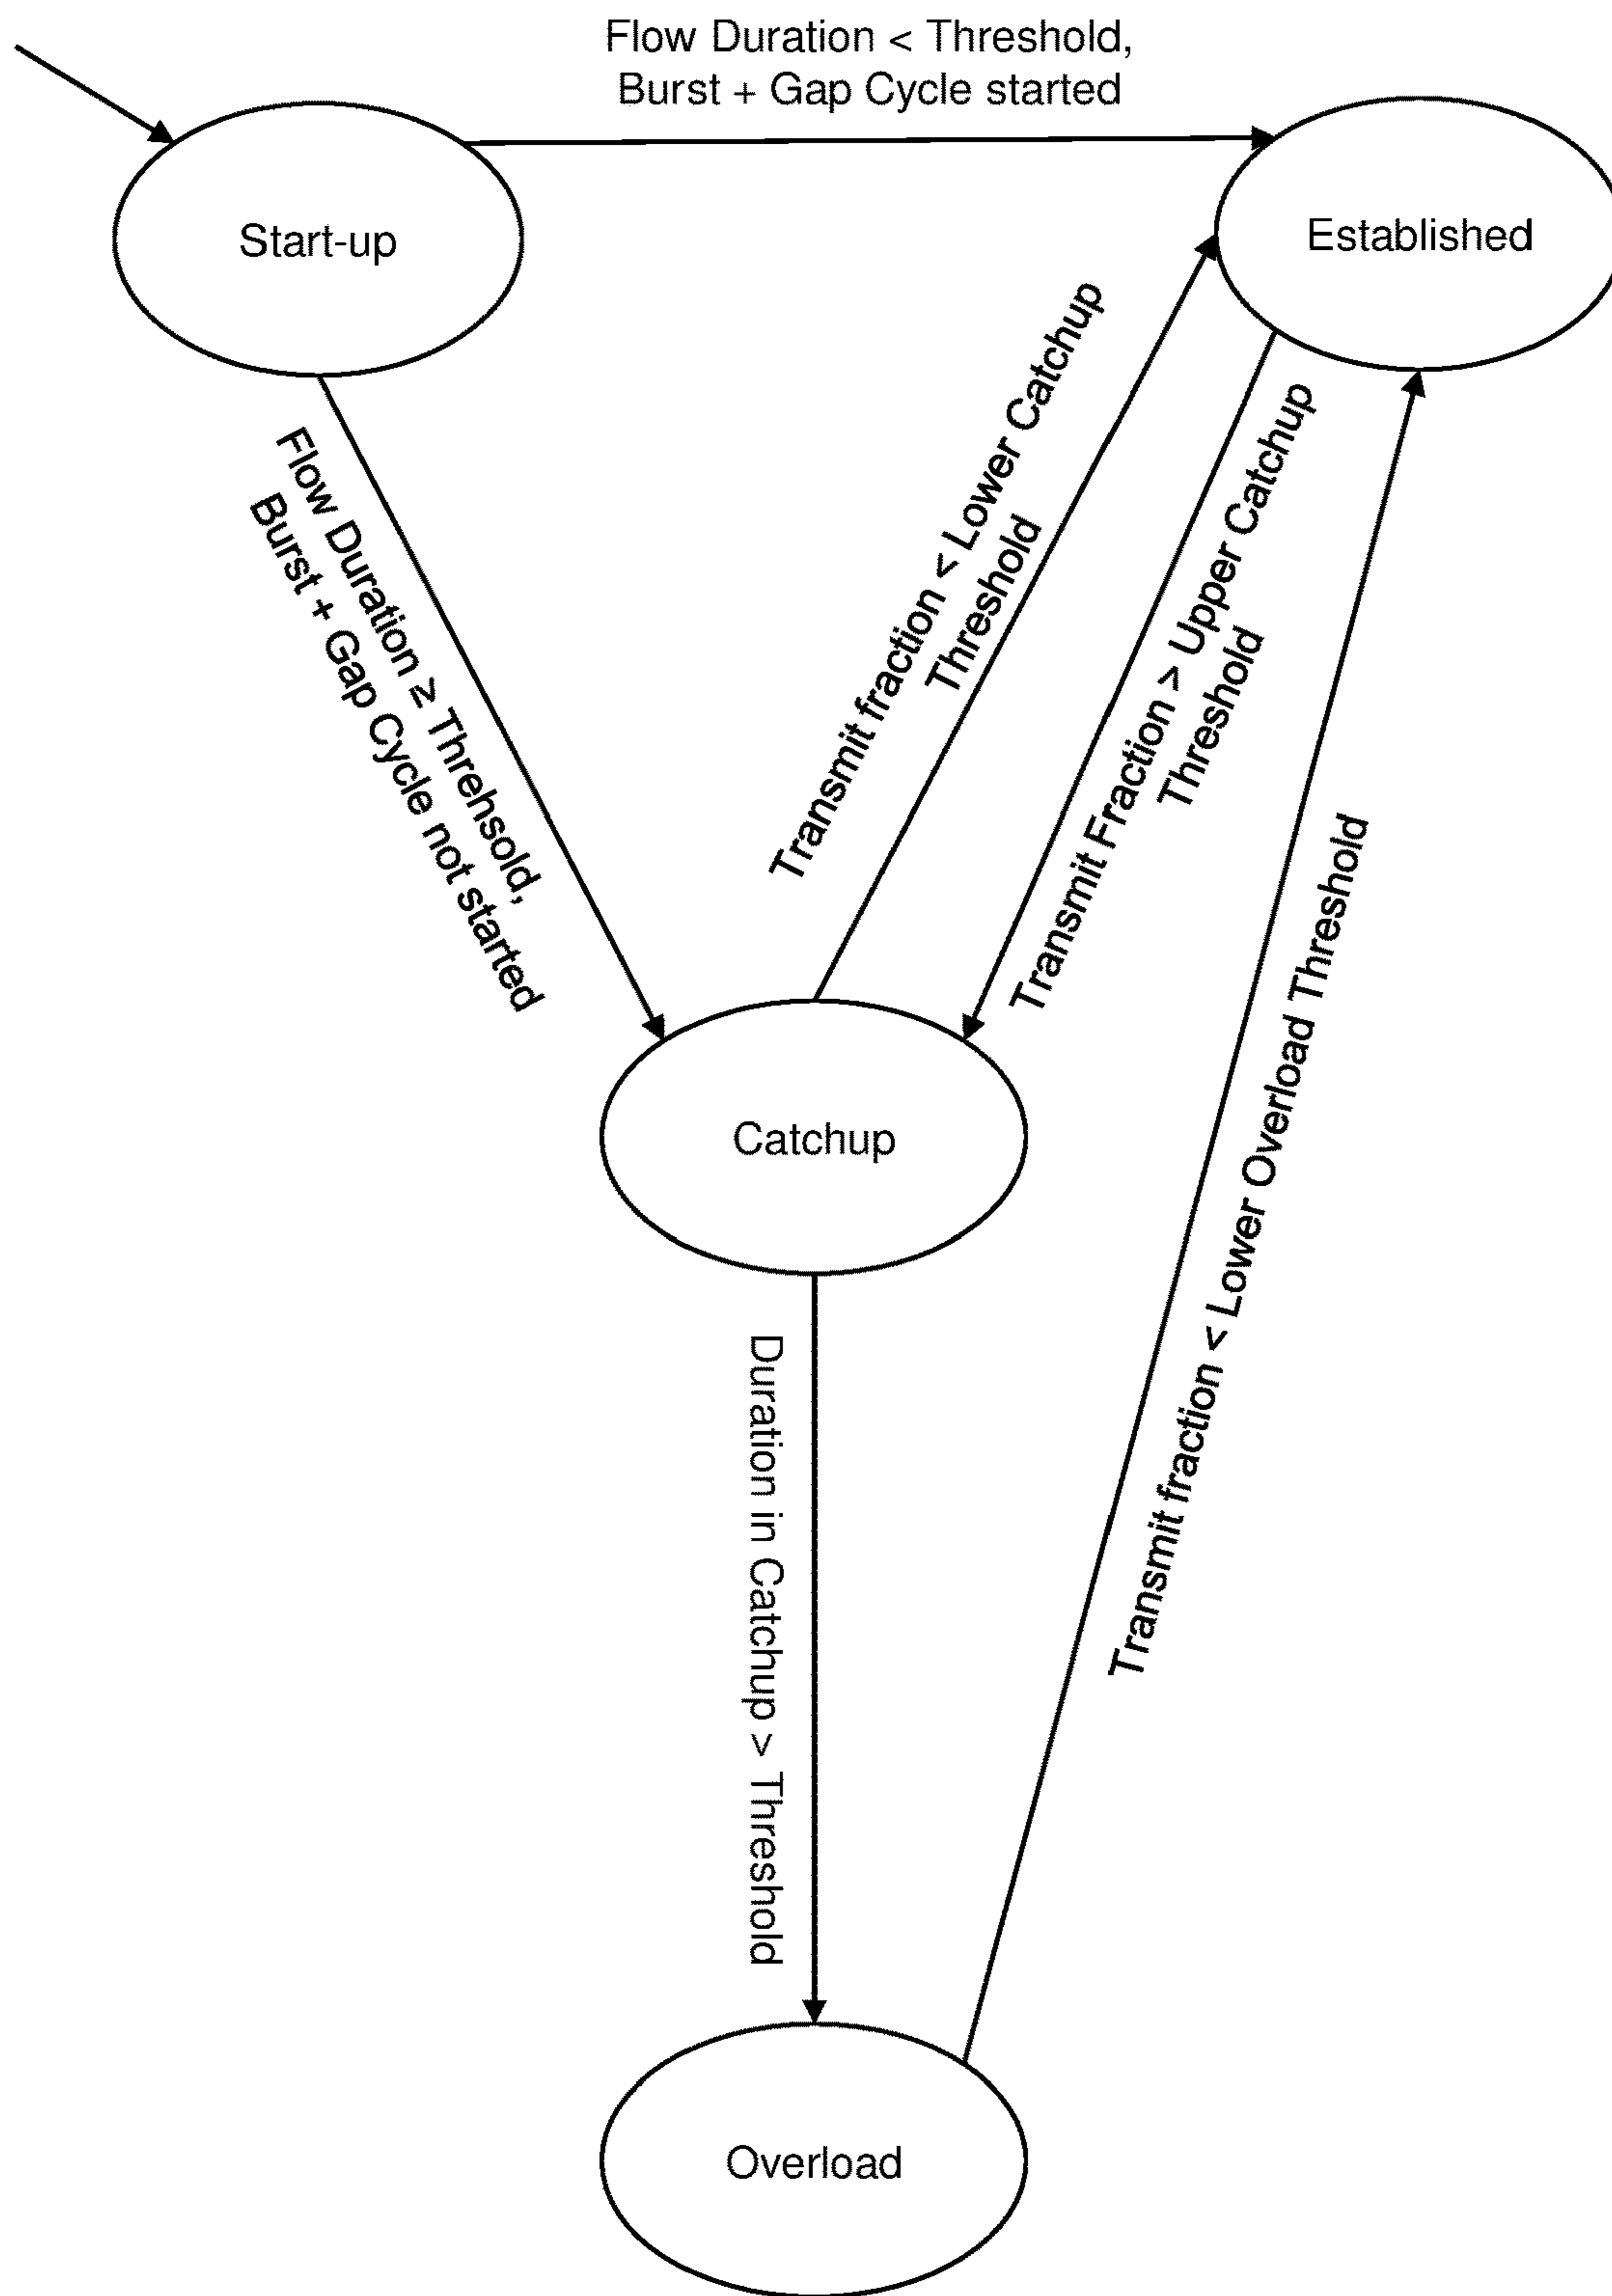 Flow Duration < Threshold,
Burst + Gap Cycle started
Start-up
Established
Flow Duration ≥ Threhsold,
Burst + Gap Cycle not started
Transmit fraction < Lower Catchup
Threshold
Transmit Fraction > Upper Catchup
Threshold
Transmit fraction < Lower Overload Threshold
Catchup
Duration in Catchup > Threshold
Overload